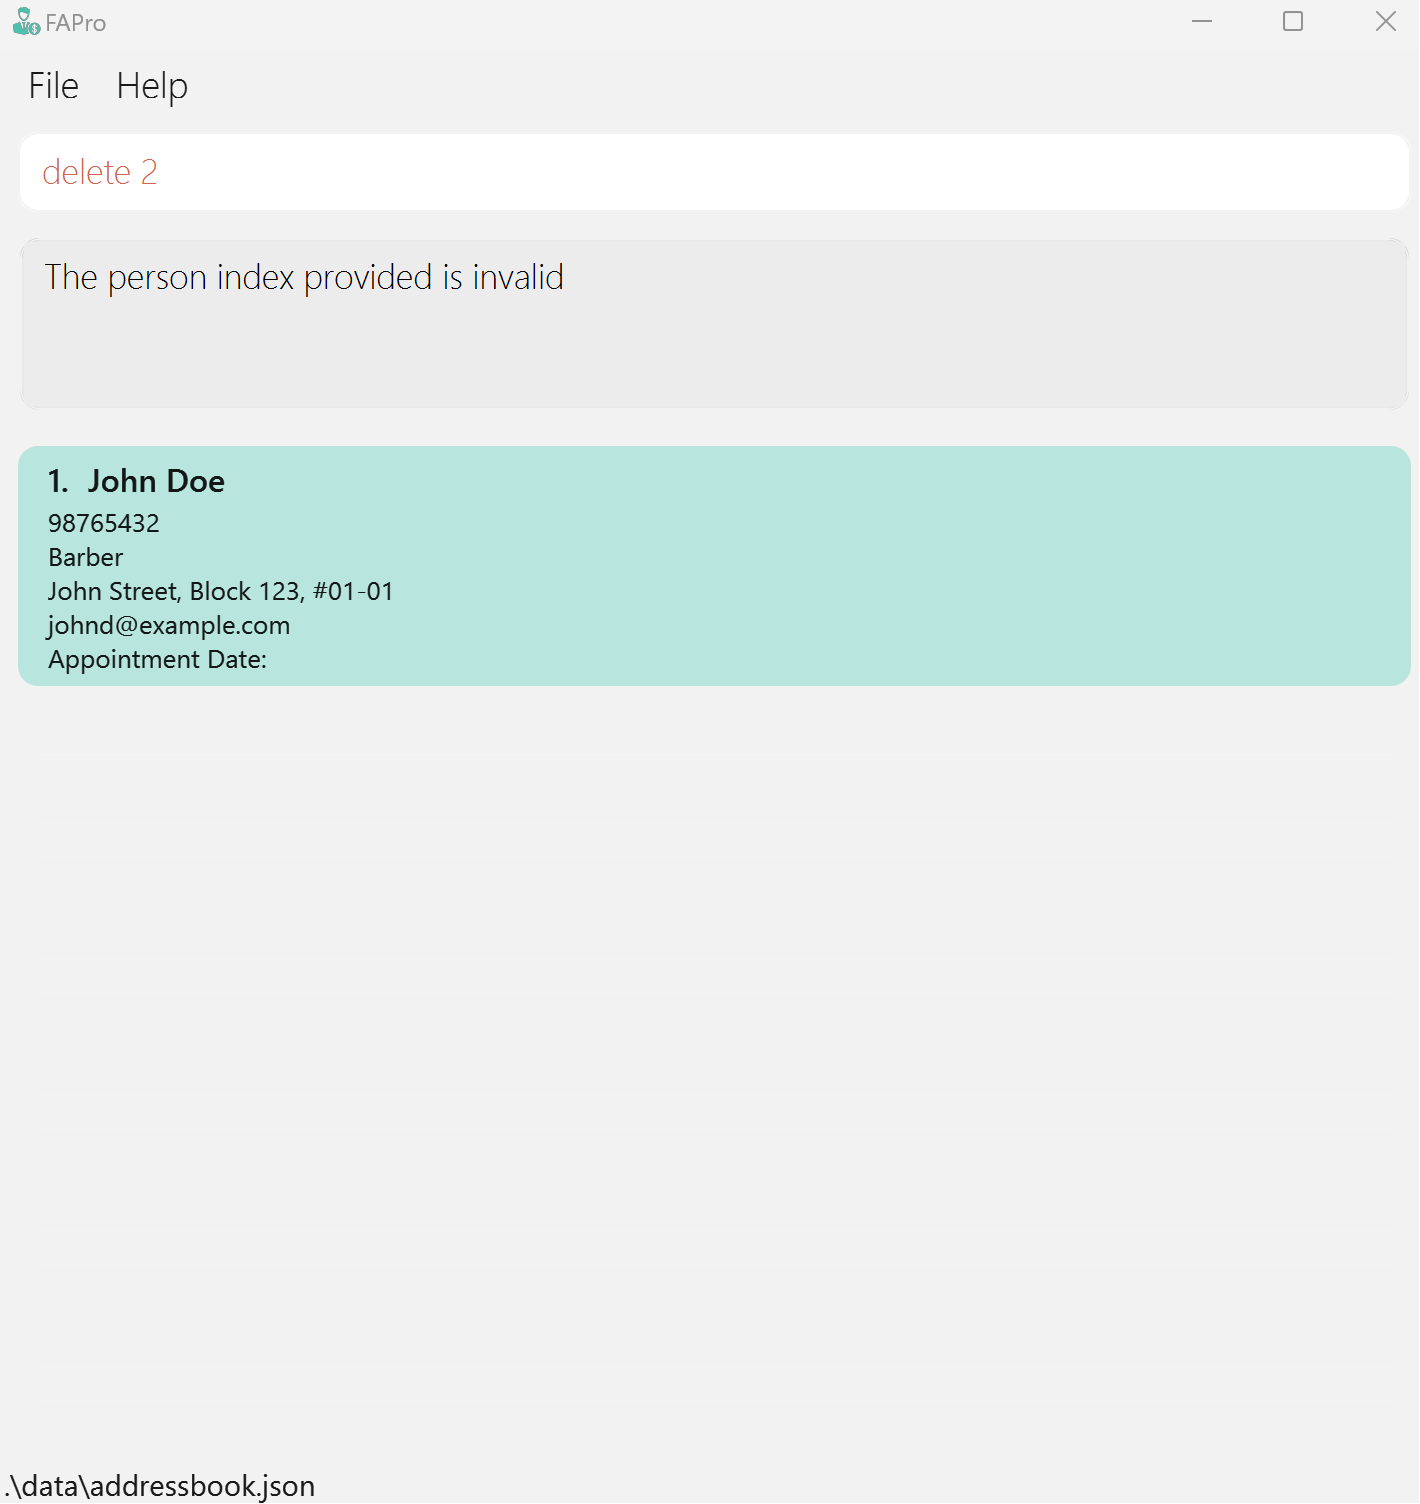 FAPro
File Help
delete 2
The person index provided is invalid
1. John Doe
98765432
Barber
John Street, Block 123, #01-01
johnd@example.com
Appointment Date:
.\data\addressbook.json